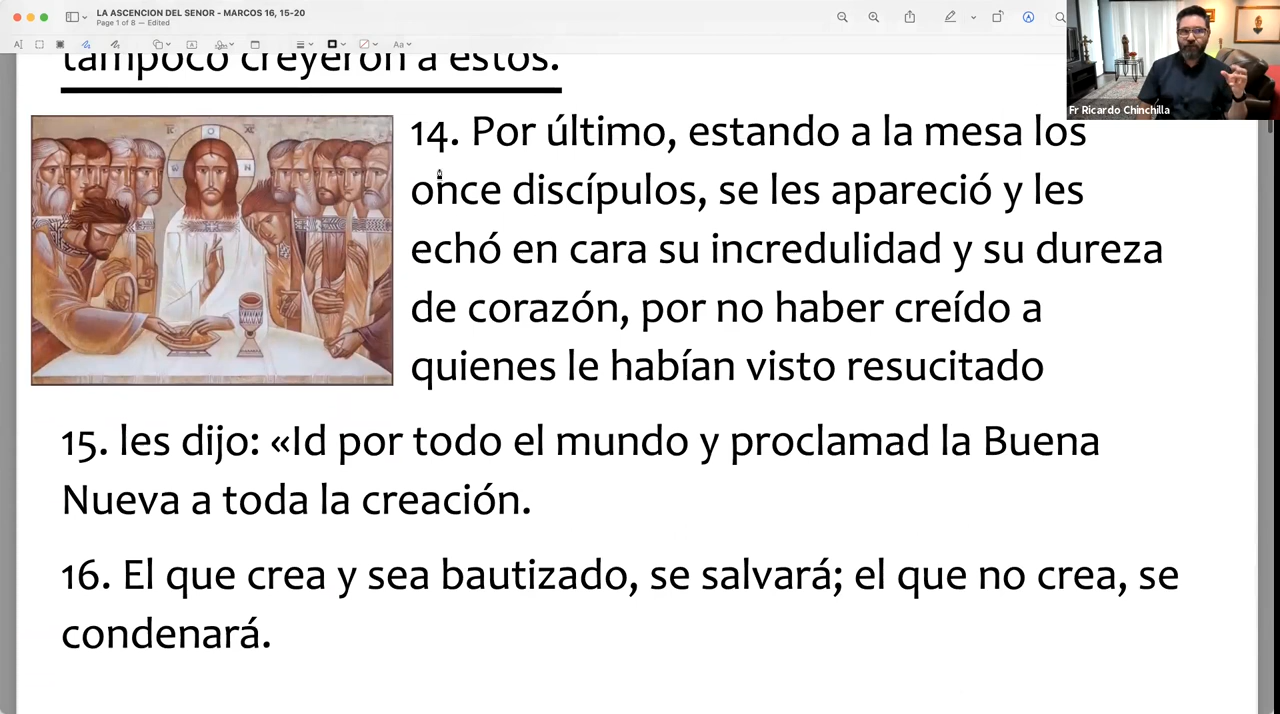 LA ASCENCION DEL SENOR - MARCOS 16, 15-20
Page 1 of 8 — Edited
Aa
Fr Ricardo Chinchilla
tampoco creyeron a estos.
14. Por último, estando a la mesa los
once discípulos, se les apareció y les
echó en cara su incredulidad y su dureza
de corazón, por no haber creído a
quienes le habían visto resucitado
15. les dijo: «Id por todo el mundo y proclamad la Buena
Nueva a toda la creación.
16. El que crea y sea bautizado, se salvará; el que no crea, se
condenará.